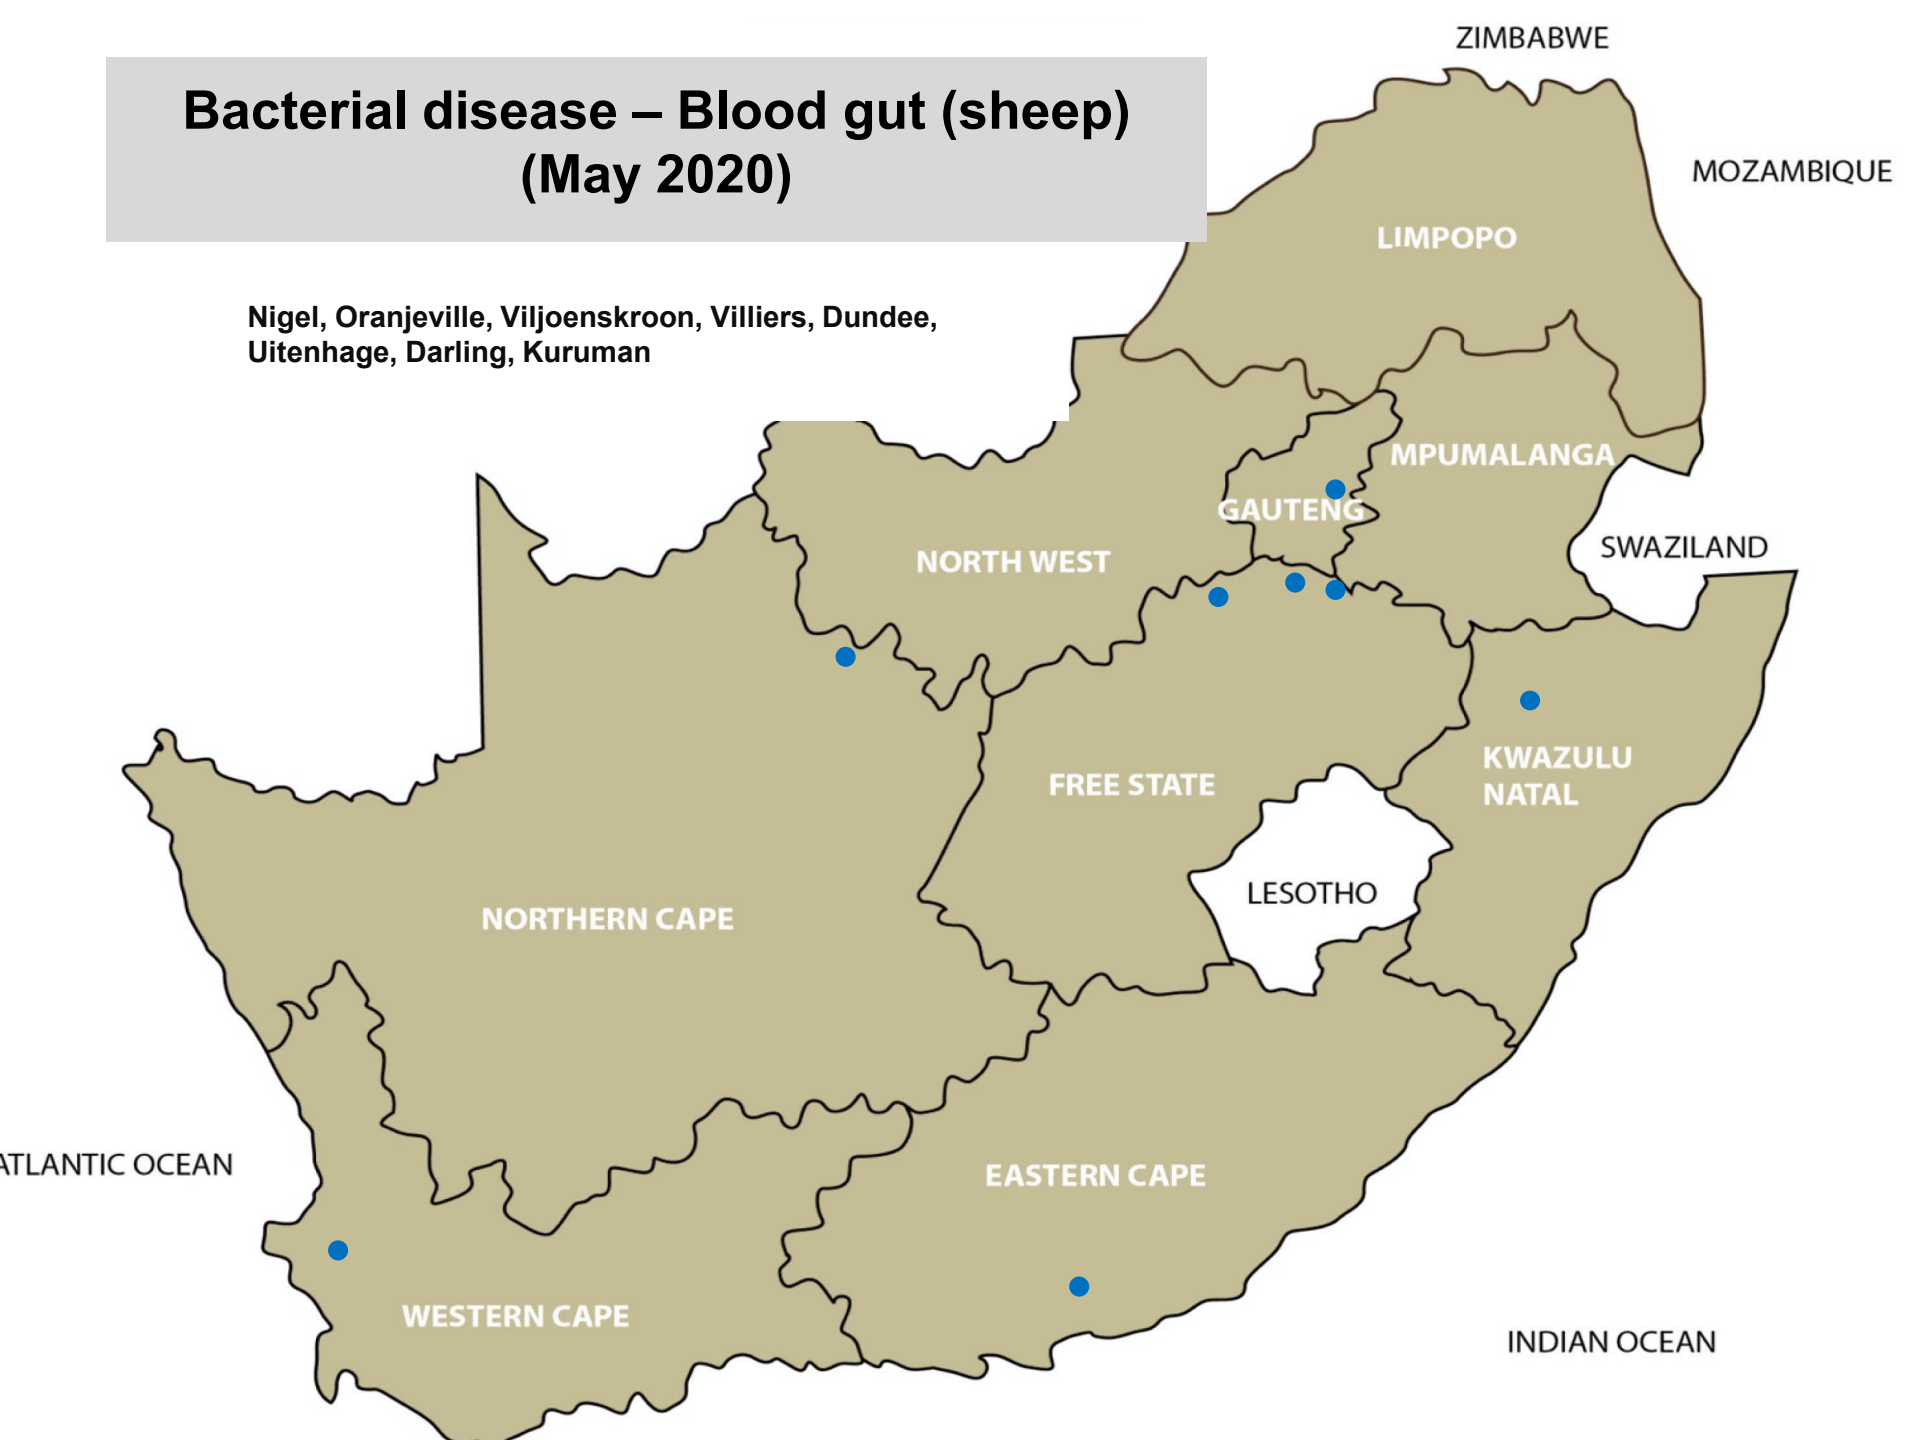 Bacterial disease – Blood gut (sheep)
(May 2020)
Nigel, Oranjeville, Viljoenskroon, Villiers, Dundee,
Uitenhage, Darling, Kuruman
ZIMBABWE
MOZAMBIQUE
LIMPOPO
MPUMALANGA
GAUTENG
NORTH WEST
SWAZILAND
KWAZULU
NATAL
FREE STATE
LESOTHO
NORTHERN CAPE
ATLANTIC OCEAN
EASTERN CAPE
WESTERN CAPE
INDIAN OCEAN